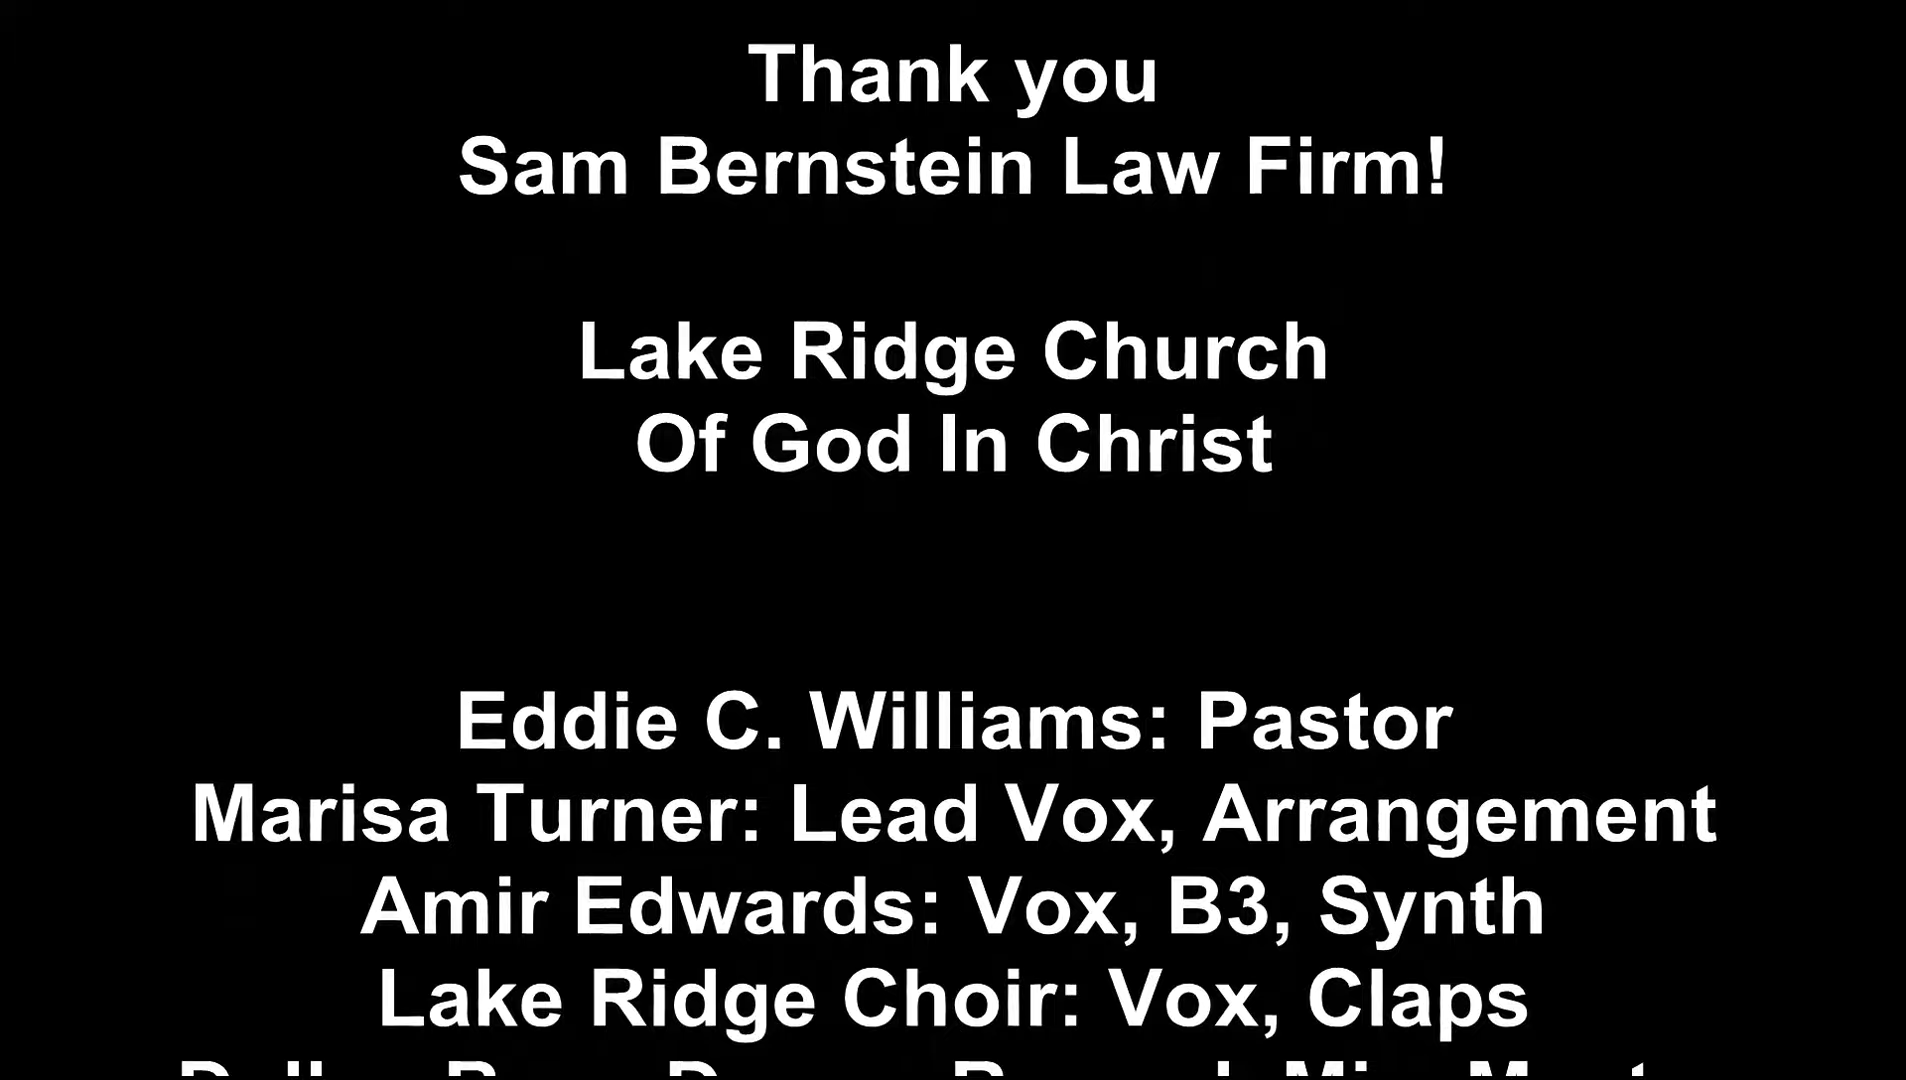 Thank you
Sam Bernstein Law Firm!
Lake Ridge Church
Of God In Christ
Eddie C. Williams: Pastor
Marisa Turner: Lead Vox, Arrangement
Amir Edwards: Vox, B3, Synth
Lake Ridge Choir: Vox, Claps